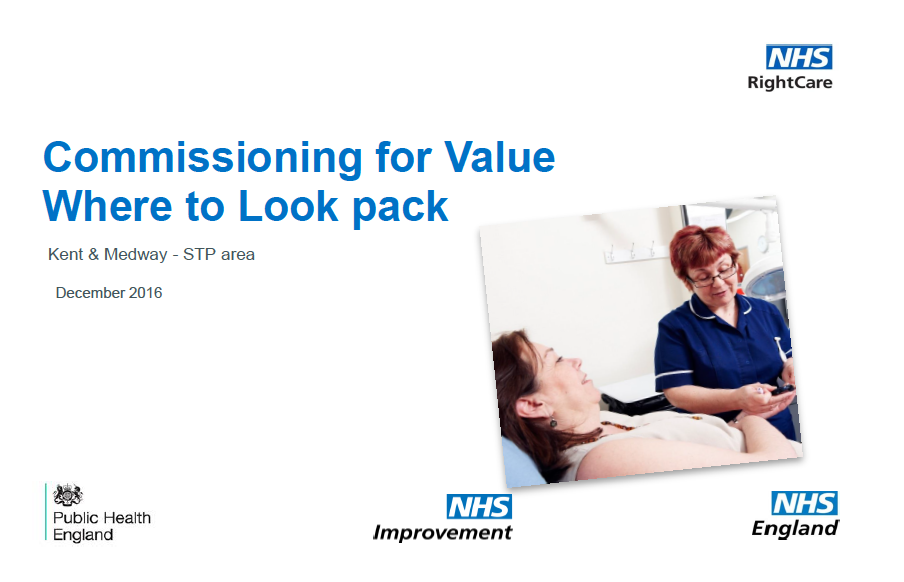 NHS
RightCare
Commissioning for Value
Where to Look pack
Kent & Medway - STP area
December 2016
Public Health
England
NHS
Improvement
NHS
England